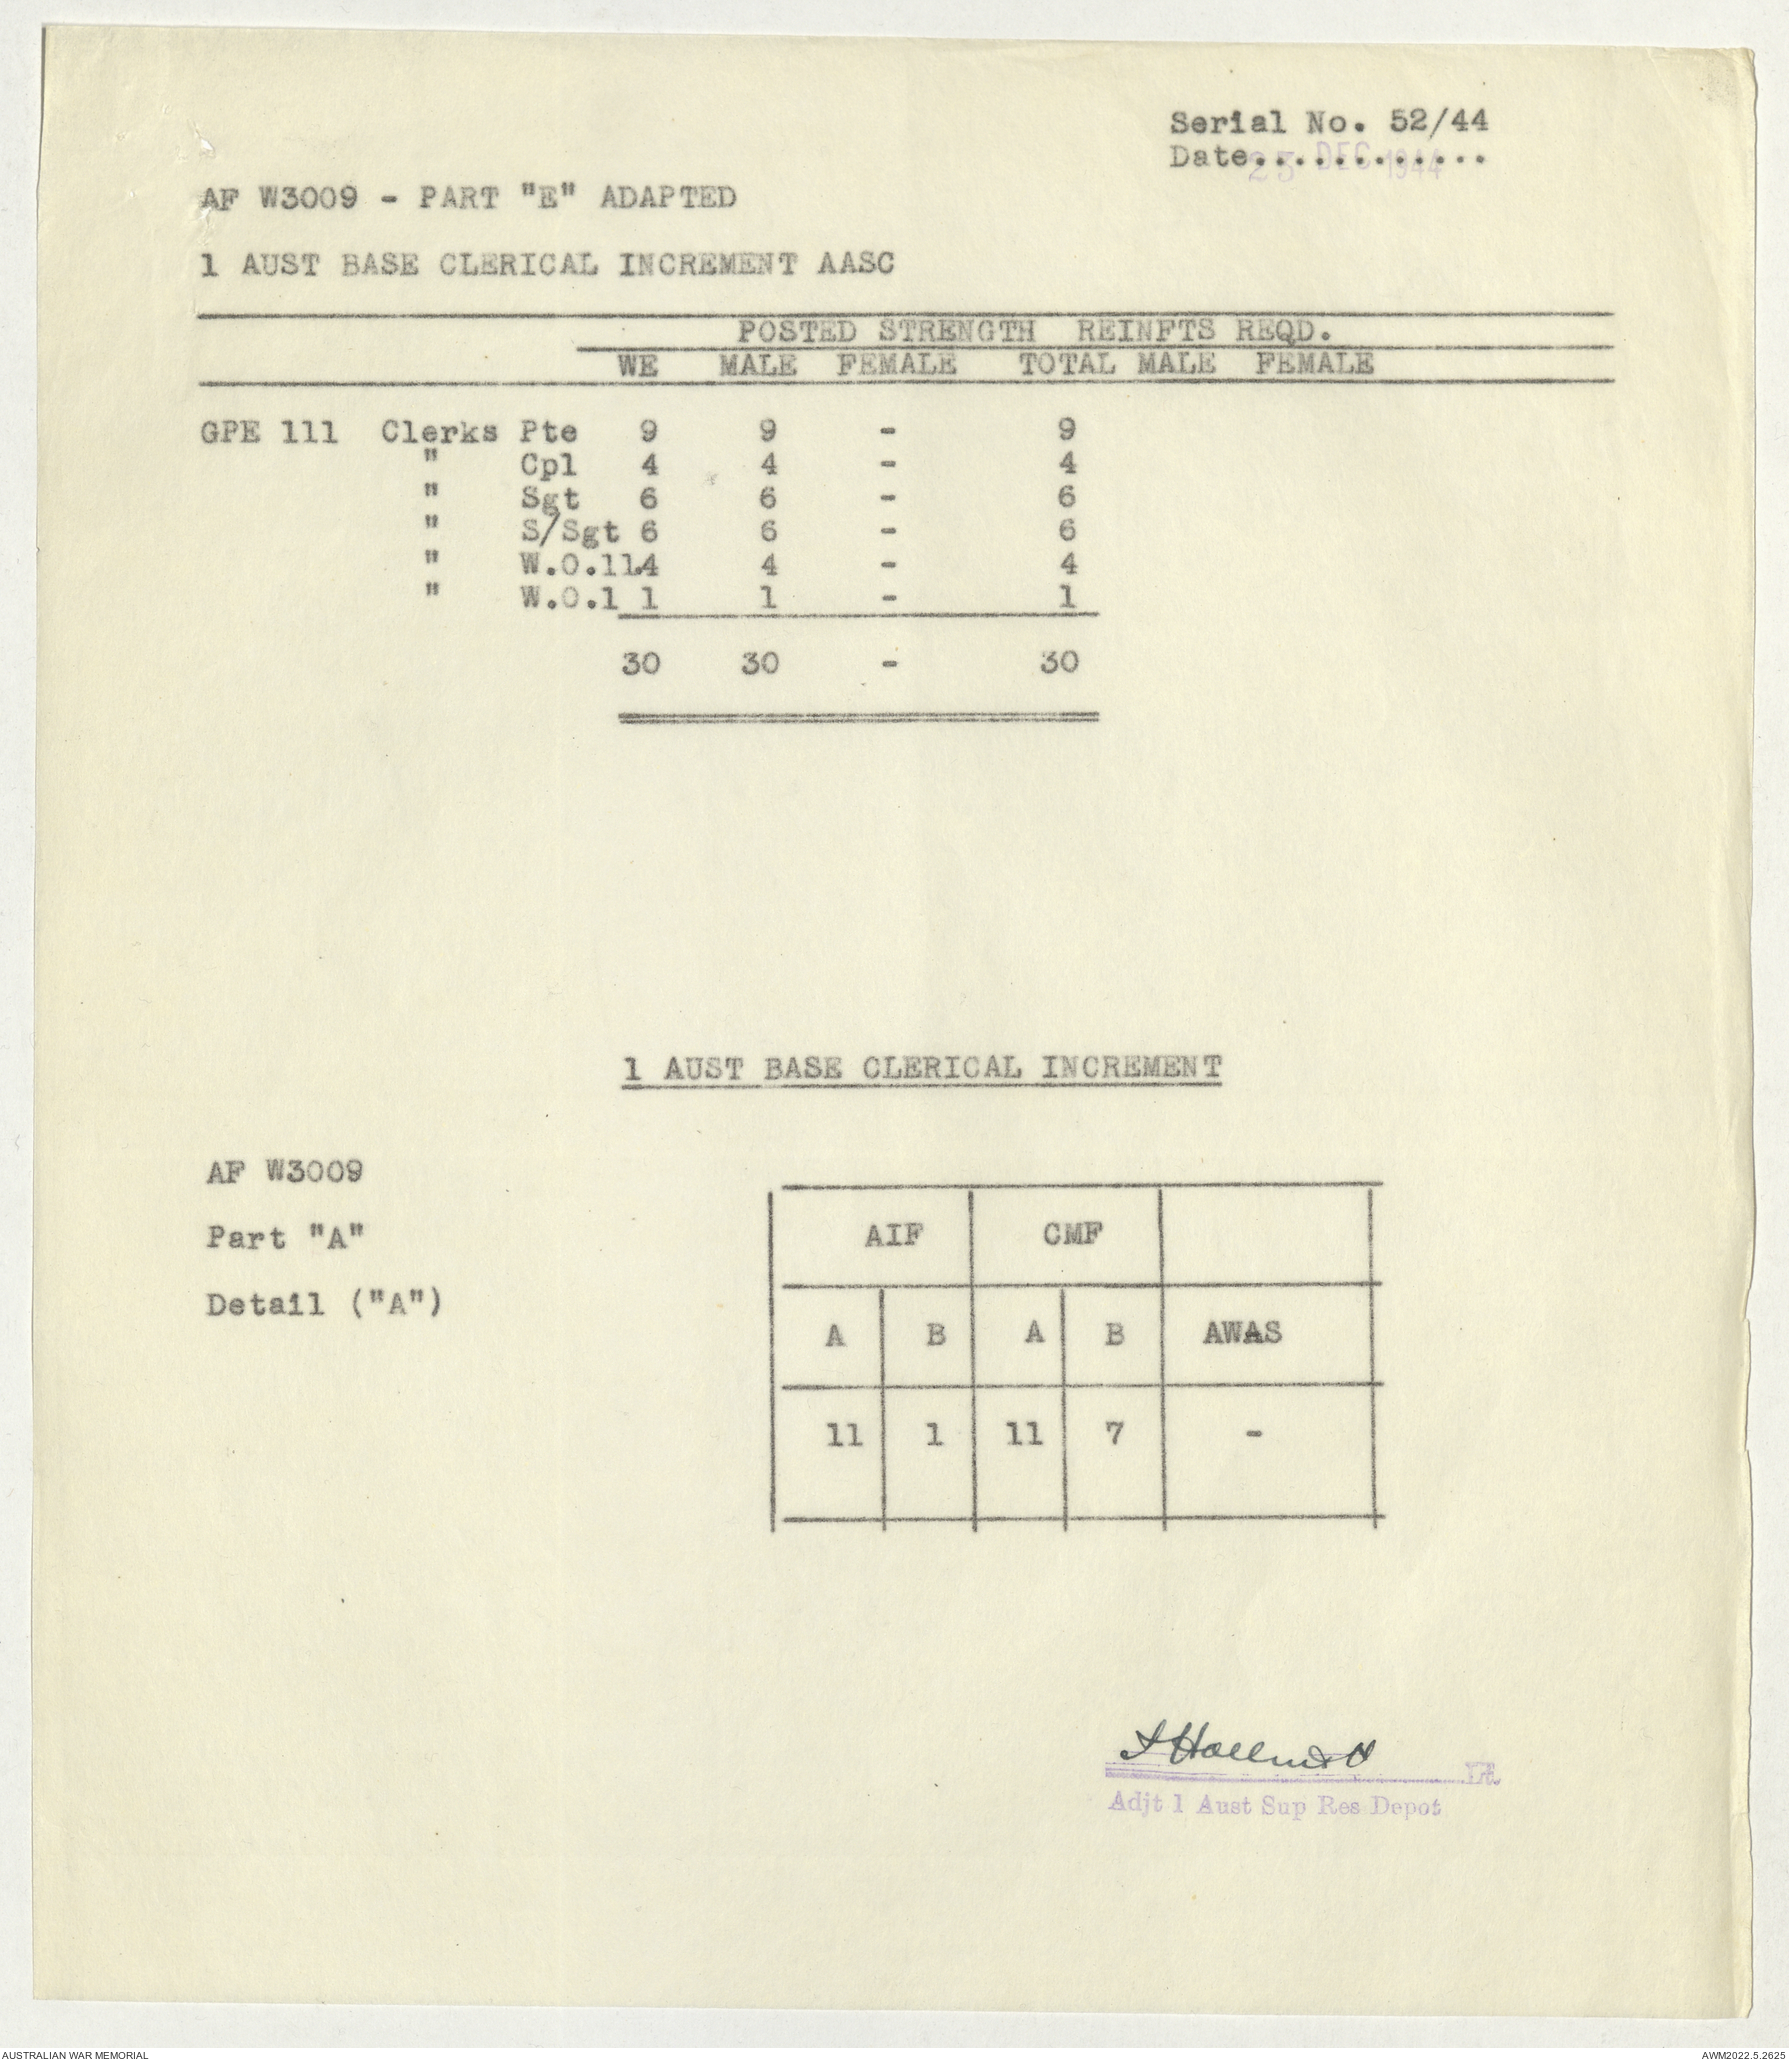 Serial No. 52/44
Date............ 23 DEC 1944
AF W3009 - PART "E" ADAPTED
1 AUST BASE CLERICAL INCREMENT AASC
POSTED STRENGTH REINFTS REQD.
WE MALE FEMALE TOTAL MALE FEMALE
GPE 111 Clerks Pte 9 9 - 9
" Cpl 4 4 - 4
" Sgt 6 6 - 6
" S/Sgt 6 6 - 6
" W.O.11.4 4 - 4
" W.O.1 1 1 - 1
30 30 - 30
1 AUST BASE CLERICAL INCREMENT
AF W3009
Part "A"
Detail ("A")
AIF CMF
A B A B AWAS
11 1 11 7 -
Lt.
Adjt 1 Aust Sup Res Depot
AUSTRALIAN WAR MEMORIAL AWM2022.5.2625